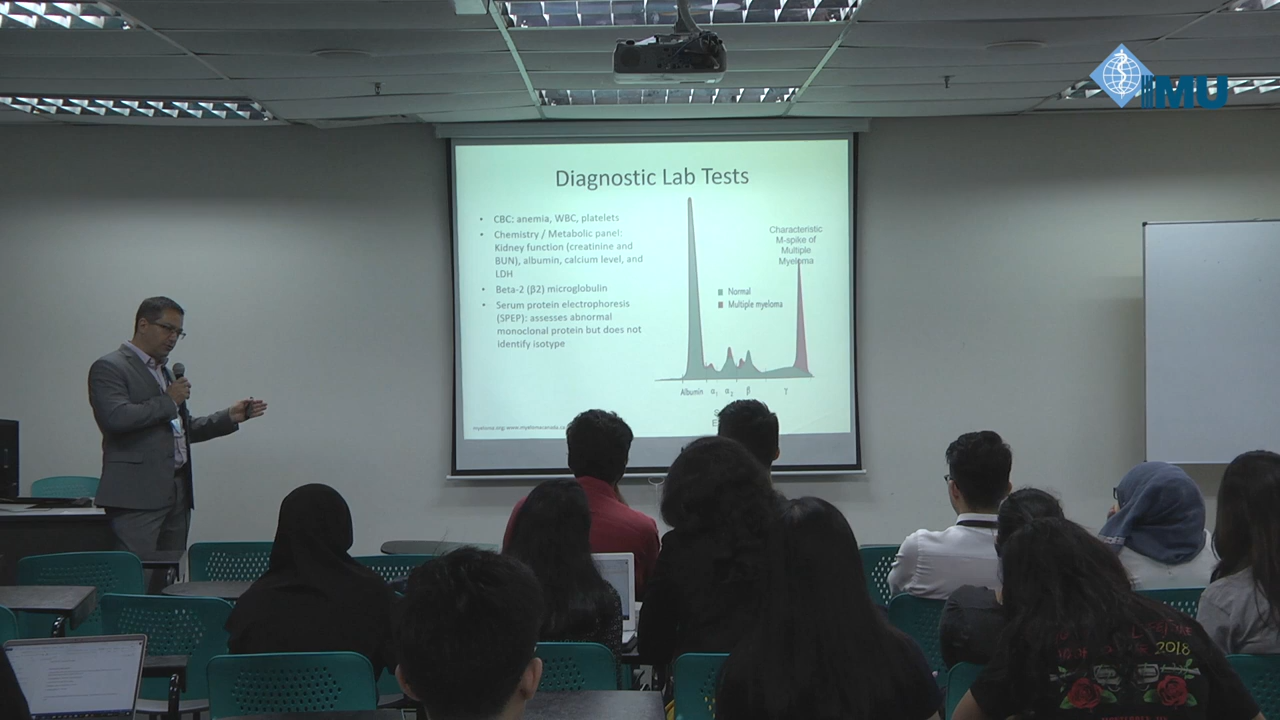 iMU
Diagnostic Lab Tests
• CBC: anemia, WBC, platelets
• Chemistry / Metabolic panel:
Kidney function (creatinine and
BUN), albumin, calcium level, and
LDH
• Beta-2 (β2) microglobulin
• Serum protein electrophoresis
(SPEP): assesses abnormal
monoclonal protein but does not
identify isotype
Characteristic
M-spike of
Multiple
Myeloma
Normal
Multiple myeloma
Albumin α1 α2 β γ
2018